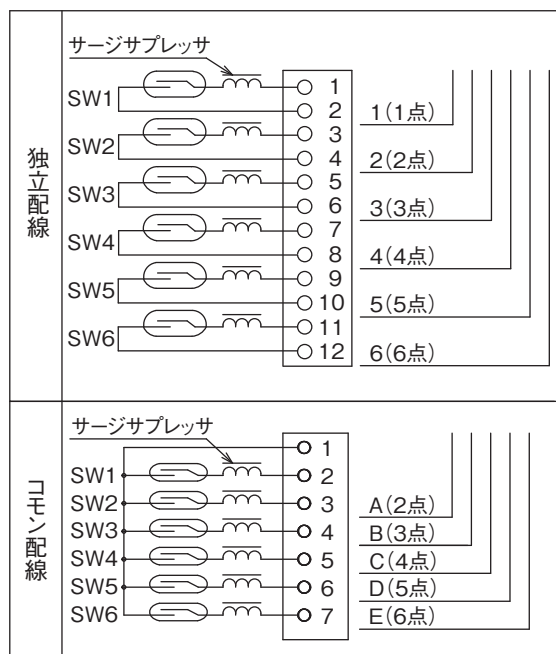 独立配線
サージサプレッサ
SW1
SW2
SW3
SW4
SW5
SW6
1
2
3
4
5
6
7
8
9
10
11
12
1(1点)
2(2点)
3(3点)
4(4点)
5(5点)
6(6点)
コモン配線
サージサプレッサ
SW1
SW2
SW3
SW4
SW5
SW6
1
2
3
4
5
6
7
A(2点)
B(3点)
C(4点)
D(5点)
E(6点)